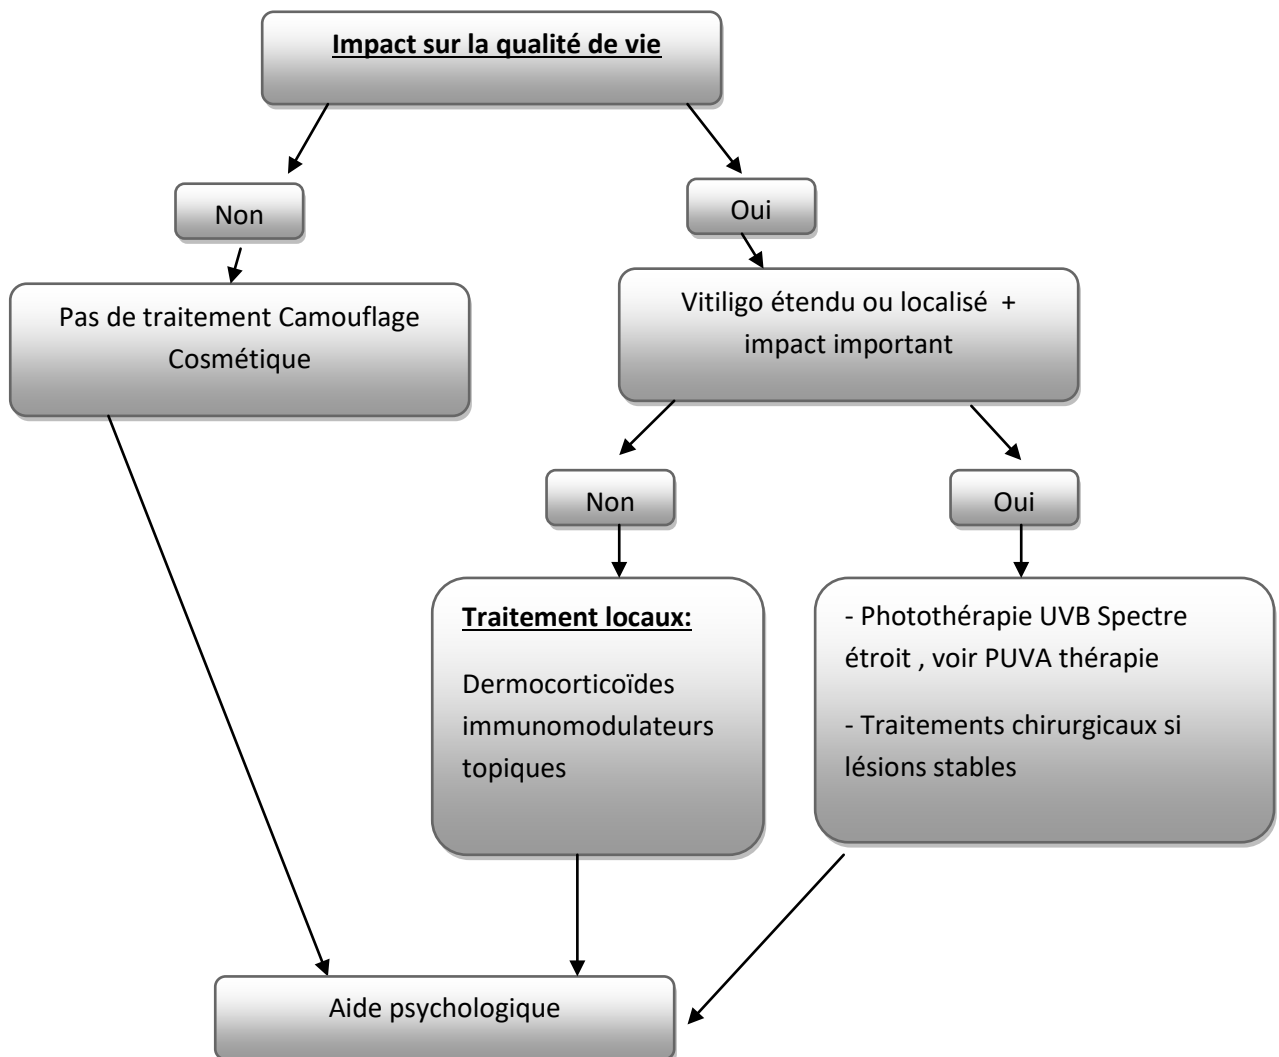 Impact sur la qualité de vie
Non
Oui
Pas de traitement Camouflage
Cosmétique
Vitiligo étendu ou localisé +
impact important
Non
Oui
Traitement locaux:
Dermocorticoïdes
immunomodulateurs
topiques
- Photothérapie UVB Spectre
étroit , voir PUVA thérapie
- Traitements chirurgicaux si
lésions stables
Aide psychologique